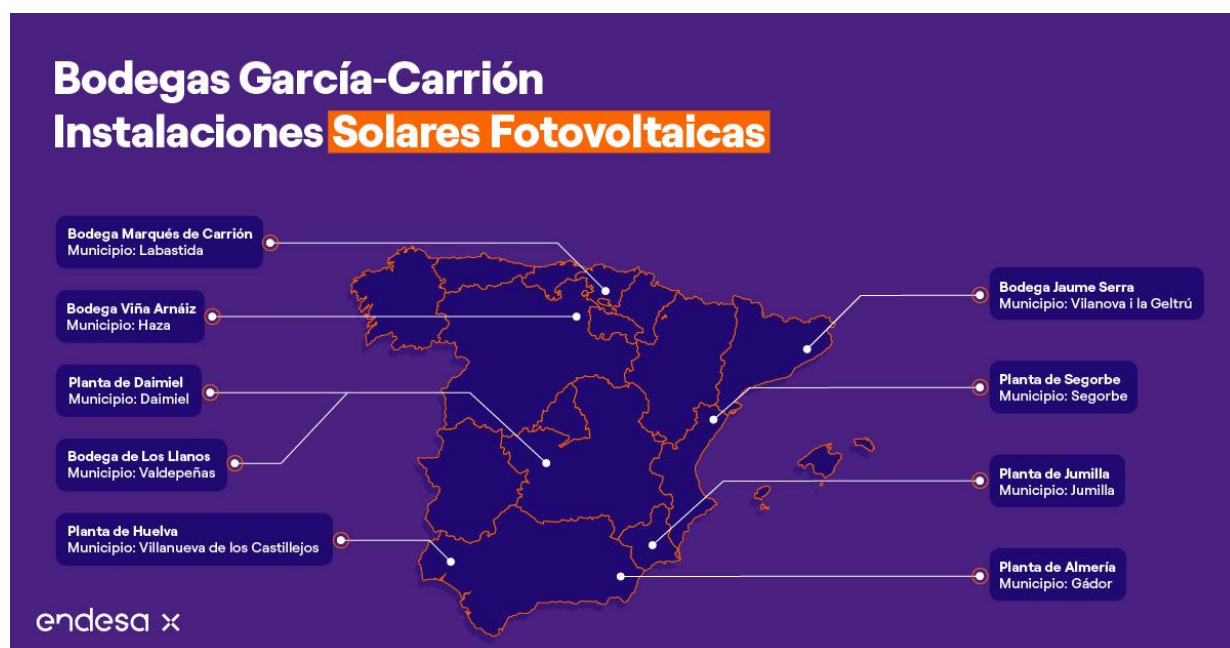 Bodegas García-Carrión
Instalaciones Solares Fotovoltaicas
Bodega Marqués de Carrión
Municipio: Labastida
Bodega Viña Arnáiz
Municipio: Haza
Planta de Daimiel
Municipio: Daimiel
Bodega de Los Llanos
Municipio: Valdepeñas
Planta de Huelva
Municipio: Villanueva de los Castillejos
Bodega Jaume Serra
Municipio: Vilanova i la Geltrú
Planta de Segorbe
Municipio: Segorbe
Planta de Jumilla
Municipio: Jumilla
Planta de Almería
Municipio: Gádor
endesa x